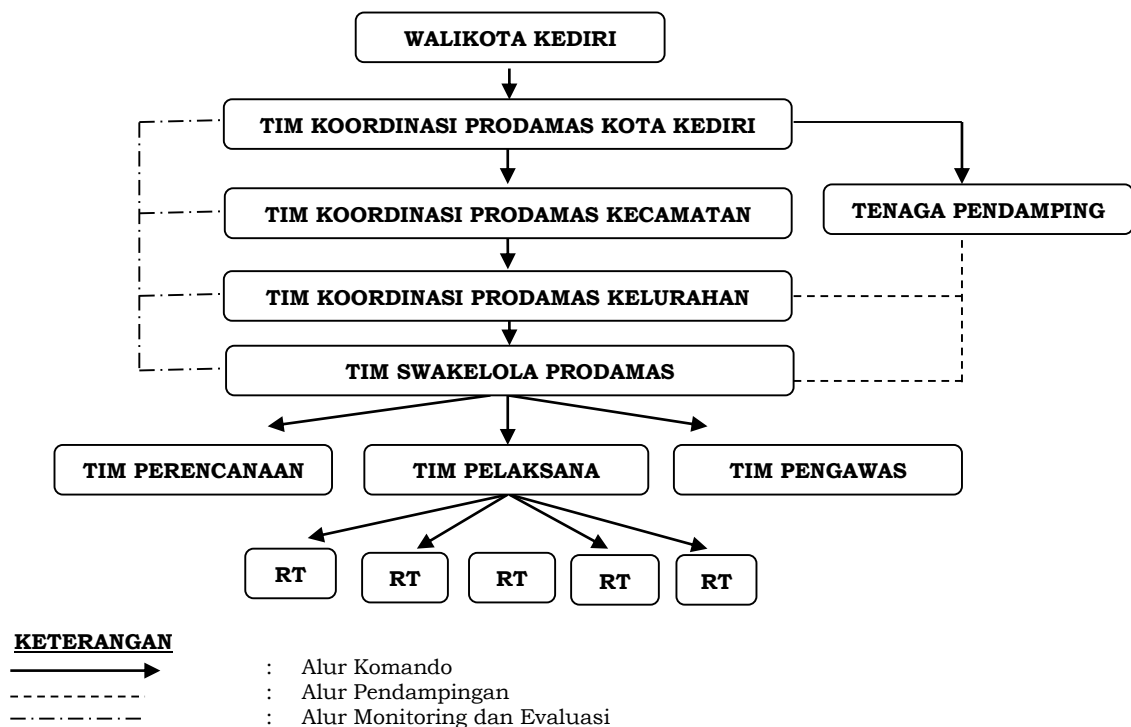 WALIKOTA KEDIRI
TIM KOORDINASI PRODAMAS KOTA KEDIRI
TIM KOORDINASI PRODAMAS KECAMATAN
TENAGA PENDAMPING
TIM KOORDINASI PRODAMAS KELURAHAN
TIM SWAKELOLA PRODAMAS
TIM PERENCANAAN
TIM PELAKSANA
TIM PENGAWAS
RT
RT
RT
RT
RT
KETERANGAN
: Alur Komando
: Alur Pendampingan
: Alur Monitoring dan Evaluasi